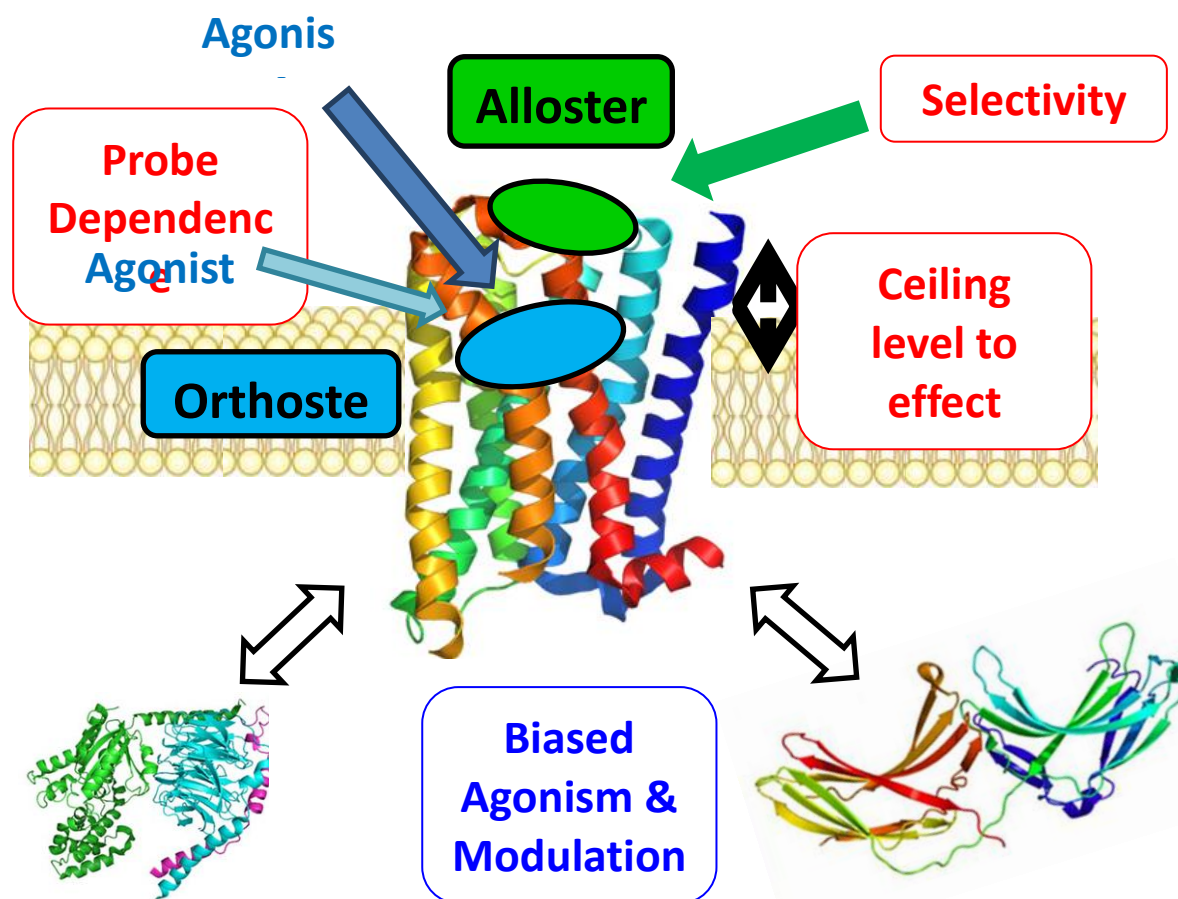 Agonis
Alloster
Selectivity
Probe
Dependenc
e
Agonist
Ceiling
level to
effect
Orthoste
Biased
Agonism &
Modulation